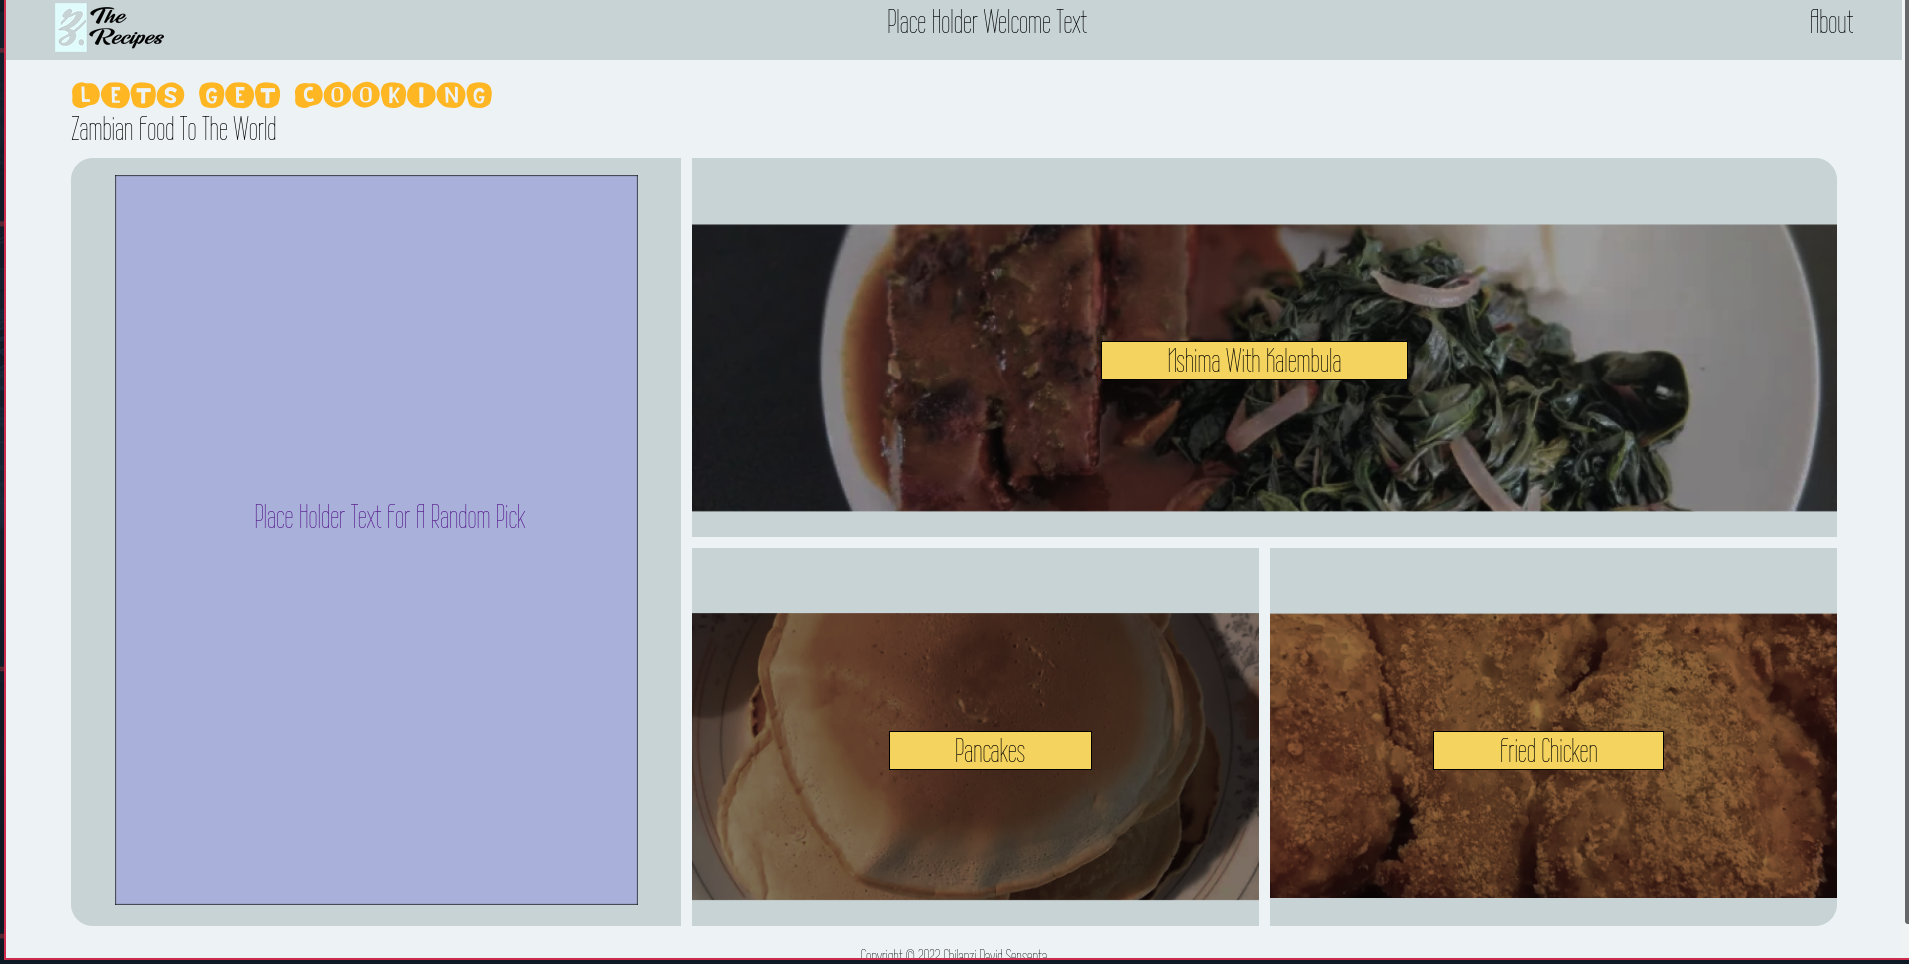 Z.
The
Recipes
Place Holder Welcome Text
About
LETS GET COOKING
Zambian Food To The World
Place Holder Text For A Random Pick
Nshima With Kalembula
Pancakes
Fried Chicken
Copyright © 2022 Chilanzi David Sensenta